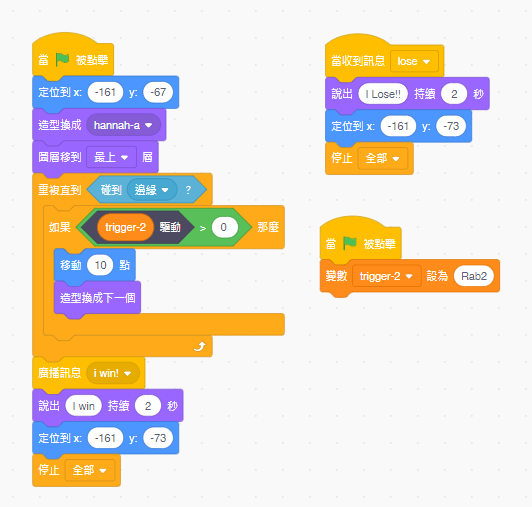 當 被點擊
定位到 x: -161 y: -67
造型換成 hannah-a
圖層移到 最上 層
重複直到 碰到 邊緣 ?
如果 trigger-2 驅動 > 0 那麼
移動 10 點
造型換成下一個
廣播訊息 i win!
說出 I win 持續 2 秒
定位到 x: -161 y: -73
停止 全部
當收到訊息 lose
說出 I Lose!! 持續 2 秒
定位到 x: -161 y: -73
停止 全部
當 被點擊
變數 trigger-2 設為 Rab2